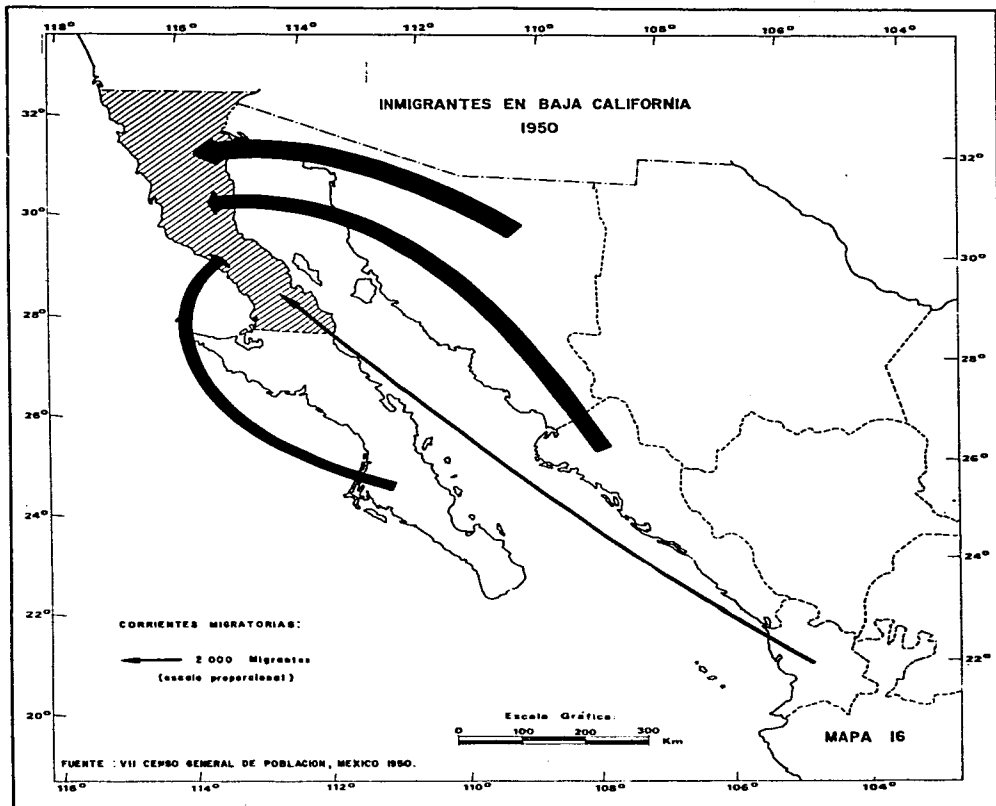 118° 116° 114° 112° 110° 108° 106° 104°
INMIGRANTES EN BAJA CALIFORNIA
1950
32°
30°
28°
26°
24°
22°
20°
32°
30°
28°
26°
24°
22°
CORRIENTES MIGRATORIAS:
2 000 Migrantes
(escala proporcional)
Escala Gráfica:
0 100 200 300
Km
MAPA 16
FUENTE : VII CENSO GENERAL DE POBLACION, MEXICO 1950.
116° 114° 112° 110° 108° 106° 104°